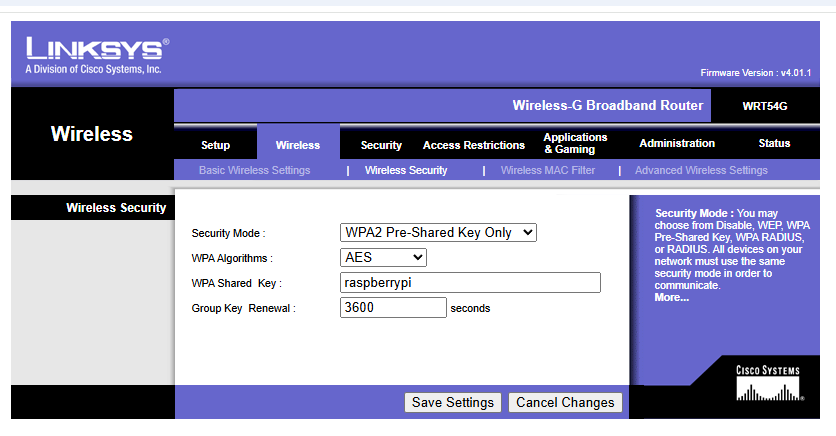 LINKSYS®
A Division of Cisco Systems, Inc.
Firmware Version : v4.01.1
Wireless-G Broadband Router
WRT54G
Wireless
Setup
Wireless
Security
Access Restrictions
Applications
& Gaming
Administration
Status
Basic Wireless Settings | Wireless Security | Wireless MAC Filter | Advanced Wireless Settings
Wireless Security
Security Mode : WPA2 Pre-Shared Key Only
WPA Algorithms : AES
WPA Shared Key : raspberrypi
Group Key Renewal : 3600 seconds
Security Mode : You may
choose from Disable, WEP, WPA
Pre-Shared Key, WPA RADIUS,
or RADIUS. All devices on your
network must use the same
security mode in order to
communicate.
More...
CISCO SYSTEMS
Save Settings
Cancel Changes